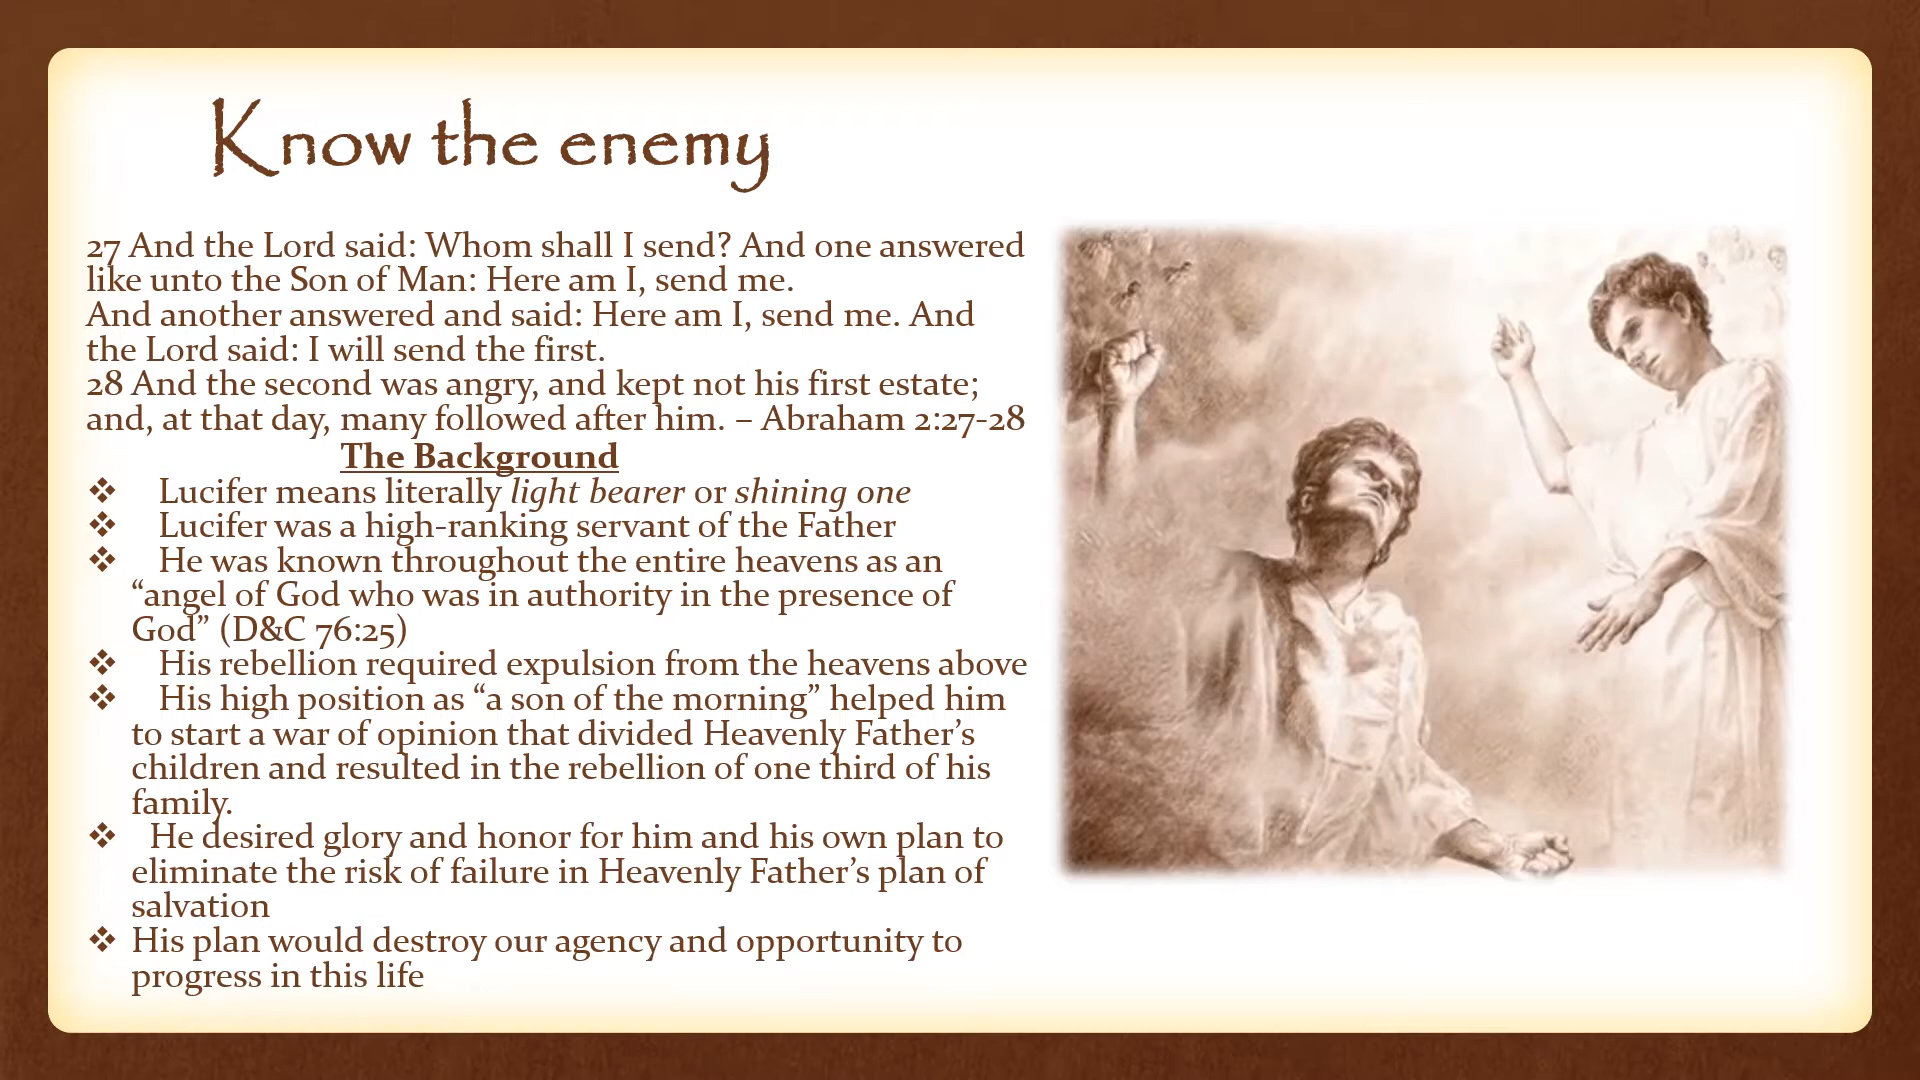 Know the enemy
27 And the Lord said: Whom shall I send? And one answered
like unto the Son of Man: Here am I, send me.
And another answered and said: Here am I, send me. And
the Lord said: I will send the first.
28 And the second was angry, and kept not his first estate;
and, at that day, many followed after him. – Abraham 2:27-28
The Background
❖ Lucifer means literally light bearer or shining one
❖ Lucifer was a high-ranking servant of the Father
❖ He was known throughout the entire heavens as an
“angel of God who was in authority in the presence of
God” (D&C 76:25)
❖ His rebellion required expulsion from the heavens above
❖ His high position as “a son of the morning” helped him
to start a war of opinion that divided Heavenly Father’s
children and resulted in the rebellion of one third of his
family.
❖ He desired glory and honor for him and his own plan to
eliminate the risk of failure in Heavenly Father’s plan of
salvation
❖ His plan would destroy our agency and opportunity to
progress in this life